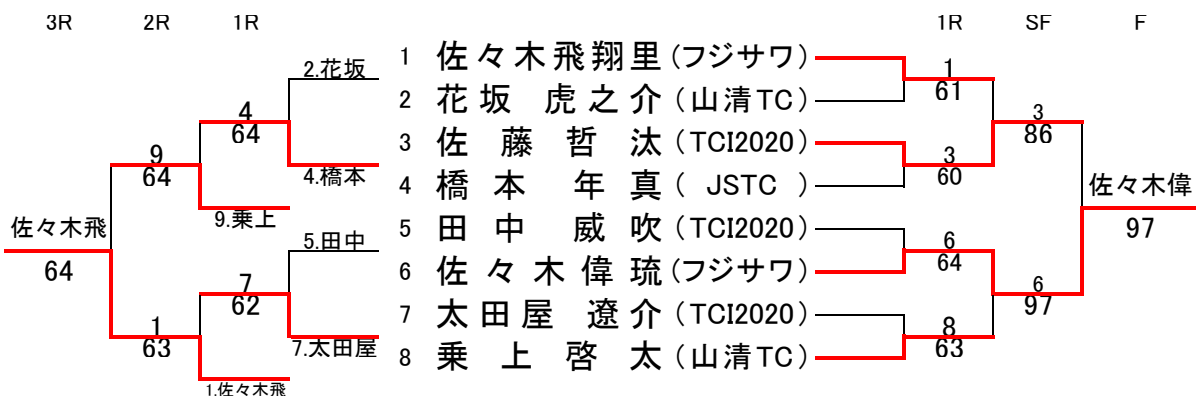 3R 2R 1R 1R SF F
1 佐々木飛翔里(フジサワ)
2 花坂 虎之介(山清TC)
3 佐藤哲汰(TCI2020)
4 橋本年真( JSTC )
5 田中威吹(TCI2020)
6 佐々木偉琉(フジサワ)
7 太田屋 遼介(TCI2020)
8 乗上啓太(山清TC)
2.花坂
4
64
4.橋本
9
64
9.乗上
佐々木飛
64
5.田中
7
62
7.太田屋
1
63
1.佐々木飛
1
61
3
60
3
86
6
64
8
63
6
97
佐々木偉
97